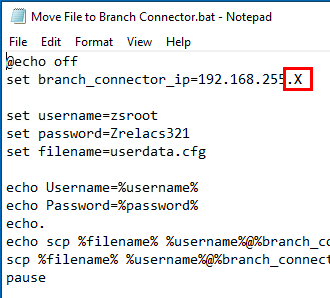 Move File to Branch Connector.bat - Notepad
File Edit Format View Help
@echo off
set branch_connector_ip=192.168.255.X
set username=zsroot
set password=Zrelacs321
set filename=userdata.cfg
echo Username=%username%
echo Password=%password%
echo.
echo scp %filename% %username%@%branch_co
scp %filename% %username%@%branch_connect
pause